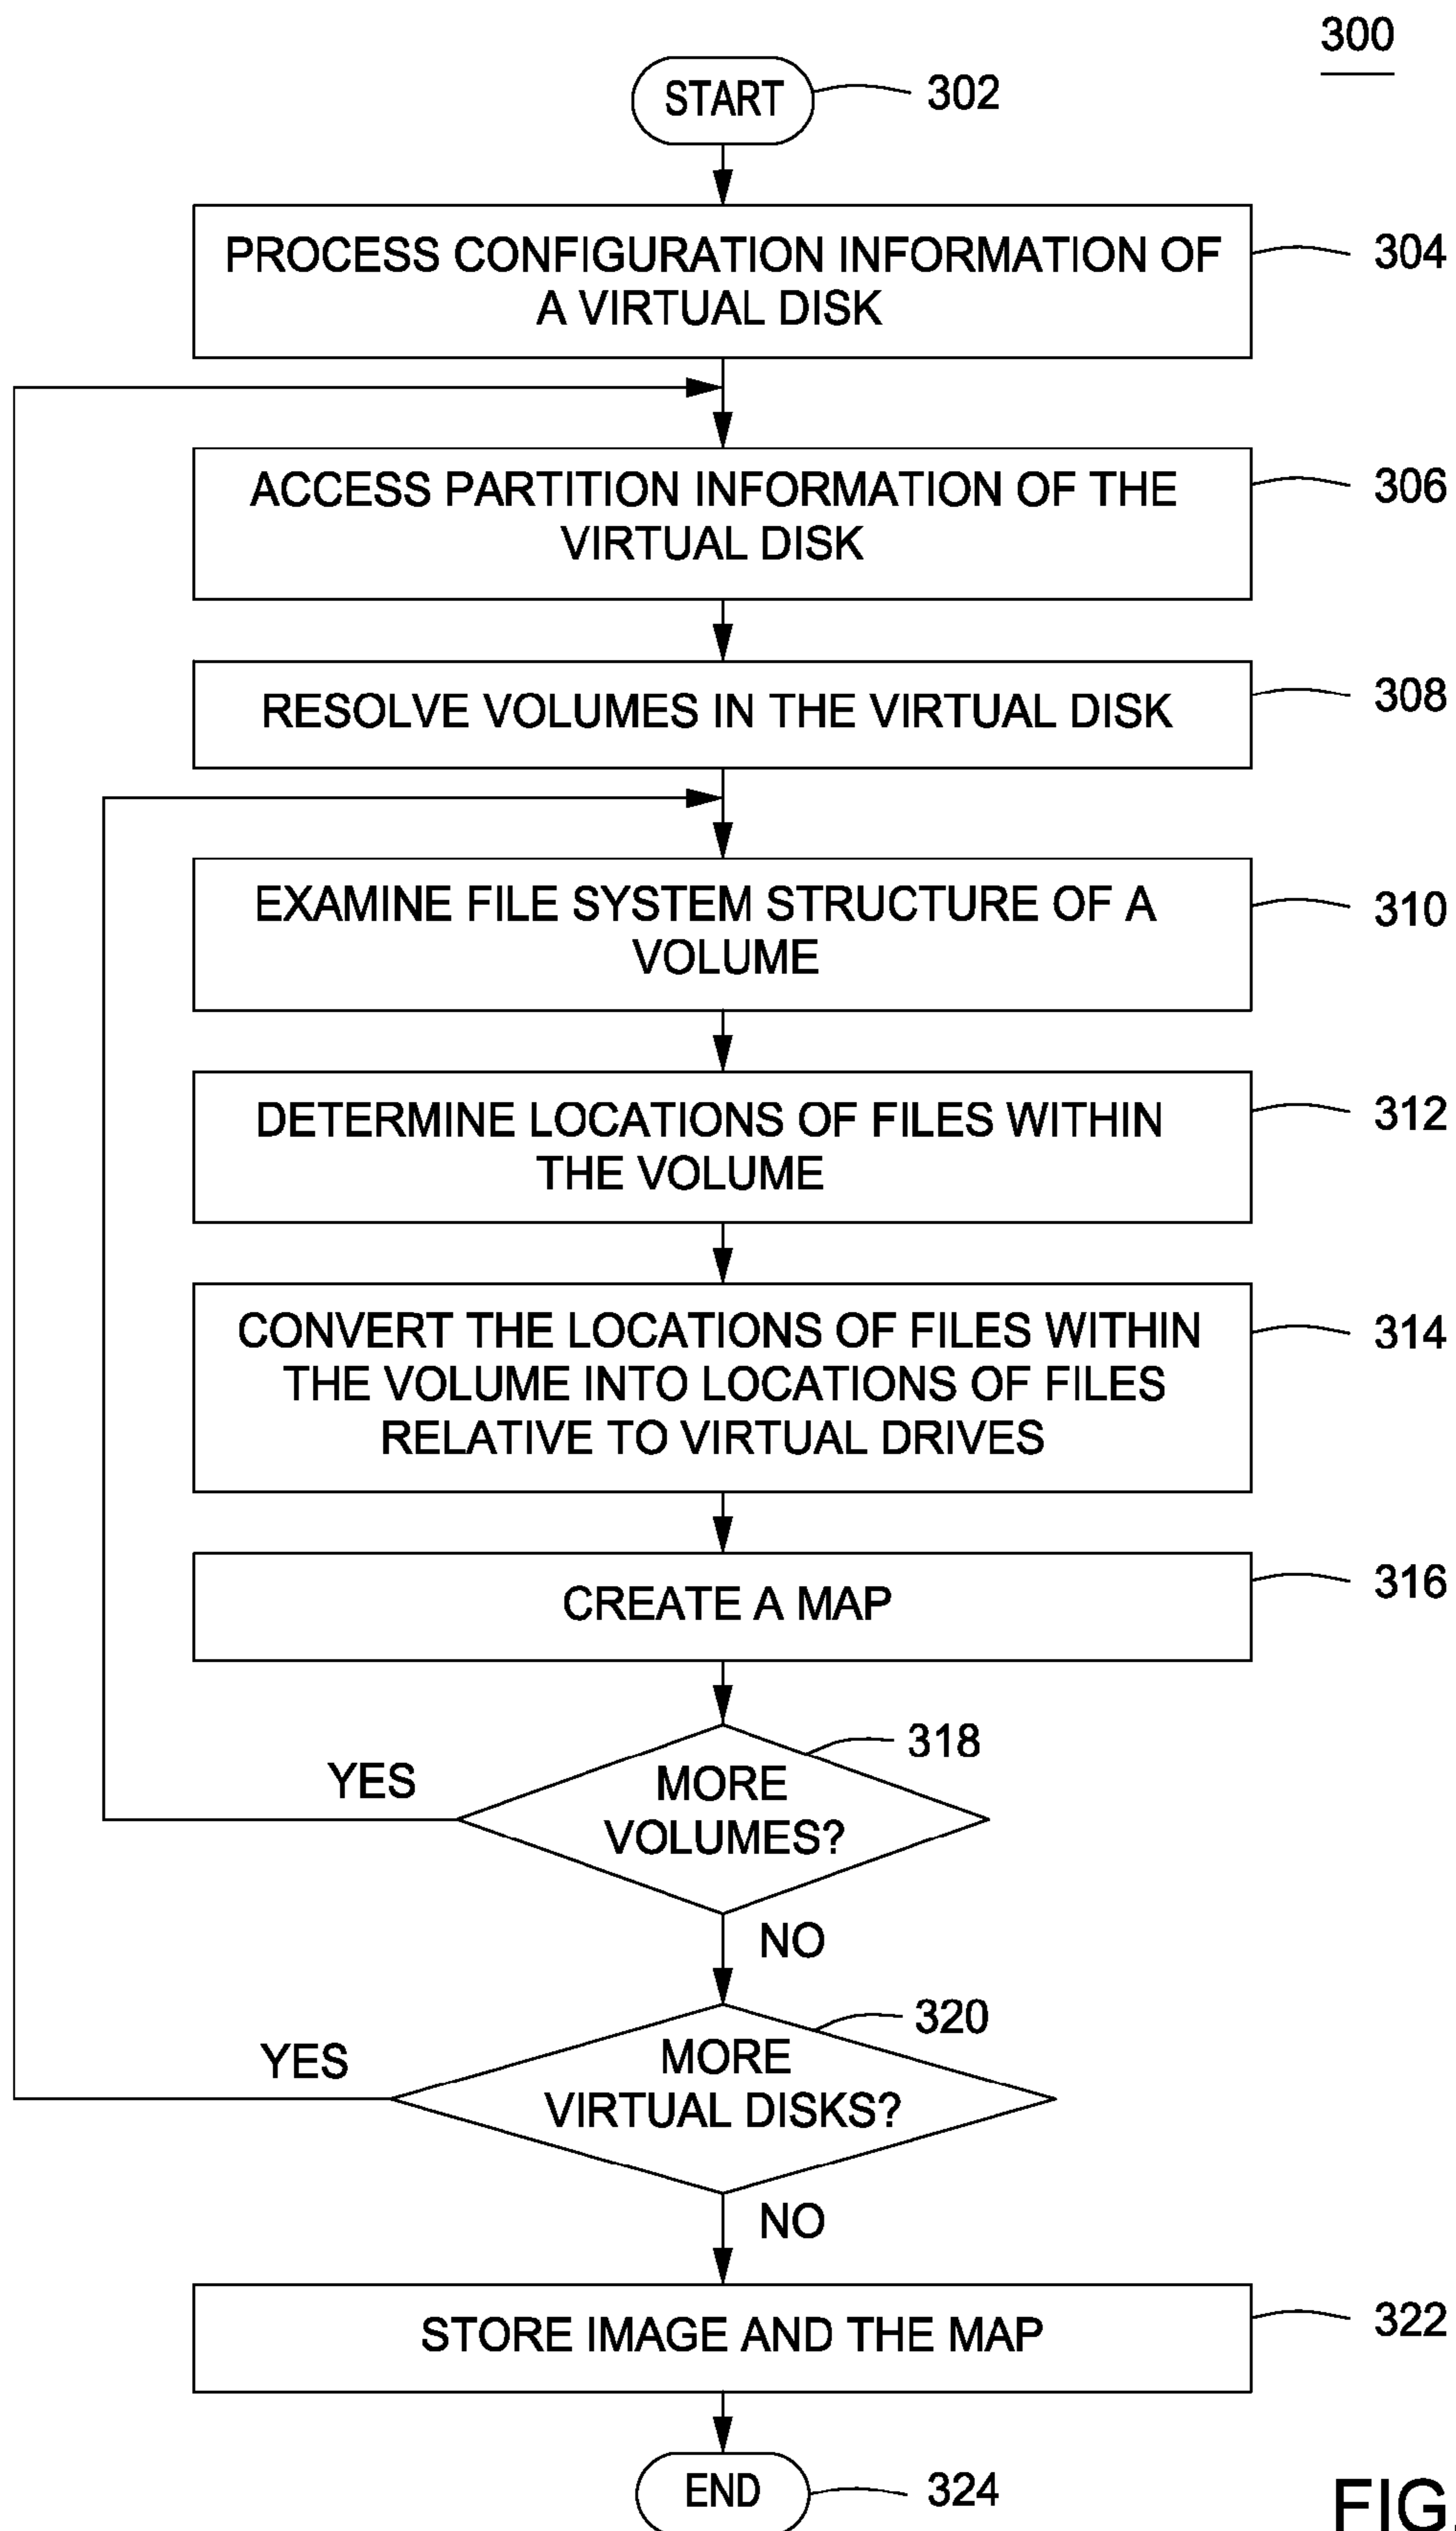 300
START
302
PROCESS CONFIGURATION INFORMATION OF
A VIRTUAL DISK
304
ACCESS PARTITION INFORMATION OF THE
VIRTUAL DISK
306
RESOLVE VOLUMES IN THE VIRTUAL DISK
308
EXAMINE FILE SYSTEM STRUCTURE OF A
VOLUME
310
DETERMINE LOCATIONS OF FILES WITHIN
THE VOLUME
312
CONVERT THE LOCATIONS OF FILES WITHIN
THE VOLUME INTO LOCATIONS OF FILES
RELATIVE TO VIRTUAL DRIVES
314
CREATE A MAP
316
318
YES
MORE
VOLUMES?
NO
320
YES
MORE
VIRTUAL DISKS?
NO
STORE IMAGE AND THE MAP
322
END
324
FIG.